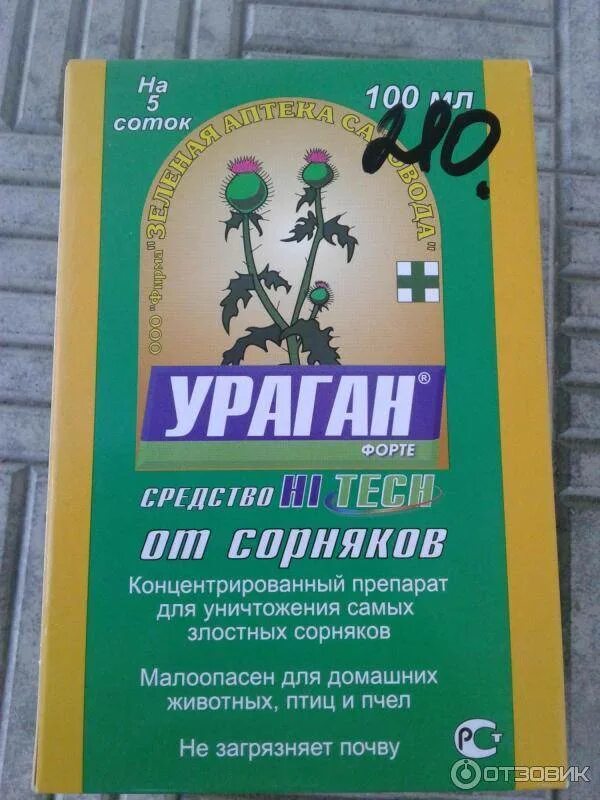 На
5
соток
100 мл
210.
ООО "Фирма "ЗЕЛЕНАЯ АПТЕКА САДОВОДА"
УРАГАН®
ФОРТЕ
СРЕДСТВО HI TECH
от сорняков
Концентрированный препарат
для уничтожения самых
злостных сорняков
Малоопасен для домашних
животных, птиц и пчел
Не загрязняет почву
РСТ
ОТЗОВИК